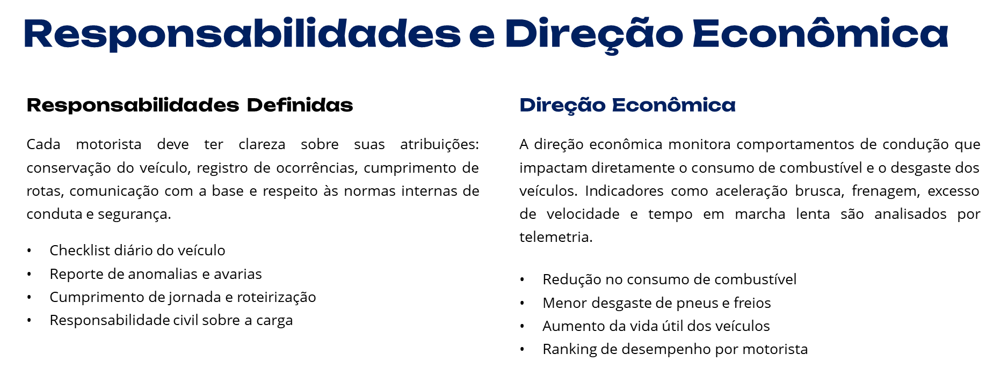 Responsabilidades e Direção Econômica
Responsabilidades Definidas
Cada motorista deve ter clareza sobre suas atribuições:
conservação do veículo, registro de ocorrências, cumprimento de
rotas, comunicação com a base e respeito às normas internas de
conduta e segurança.
• Checklist diário do veículo
• Reporte de anomalias e avarias
• Cumprimento de jornada e roteirização
• Responsabilidade civil sobre a carga
Direção Econômica
A direção econômica monitora comportamentos de condução que
impactam diretamente o consumo de combustível e o desgaste dos
veículos. Indicadores como aceleração brusca, frenagem, excesso
de velocidade e tempo em marcha lenta são analisados por
telemetria.
• Redução no consumo de combustível
• Menor desgaste de pneus e freios
• Aumento da vida útil dos veículos
• Ranking de desempenho por motorista